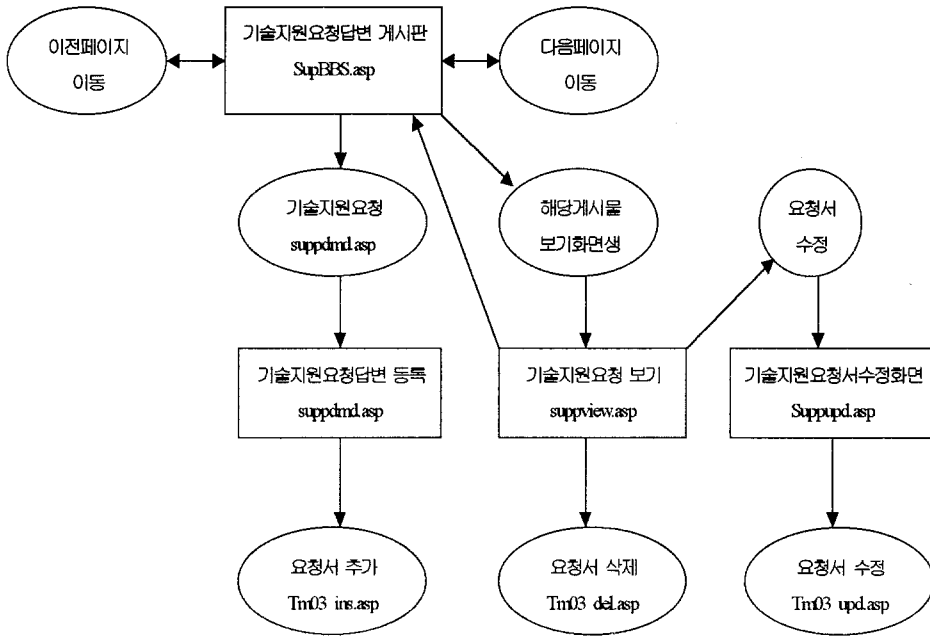 기술지원요청답변 게시판
SupBBS.asp
이전페이지
이동
다음페이지
이동
기술지원요청
suppdmd.asp
해당게시물
보기화면생
요청서
수정
기술지원요청답변 등록
suppdmd.asp
기술지원요청 보기
suppview.asp
기술지원요청서수정화면
Suppupd.asp
요청서 추가
Tm03 ins.asp
요청서 삭제
Tm03 del.asp
요청서 수정
Tm03 upd.asp